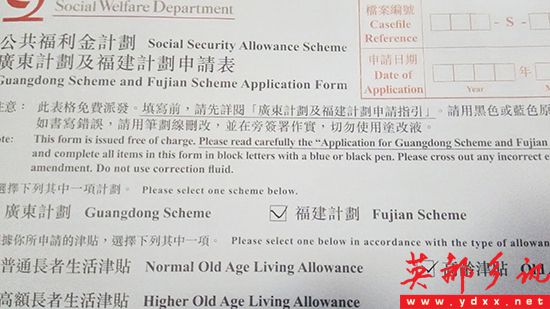 Social Welfare Department
公共福利金計劃 Social Security Allowance Scheme
廣東計劃及福建計劃申請表
Guangdong Scheme and Fujian Scheme Application Form
檔案編號
Casefile
Reference
- S -
申請日期
Date of
Application
年
Year
注意： 此表格免費派發。填寫前，請先詳閱「廣東計劃及福建計劃申請指引」。請用黑色或藍色原
如書寫錯誤，請用筆劃線刪改，並在旁簽署作實，切勿使用塗改液。
Note: This form is issued free of charge. Please read carefully the "Application for Guangdong Scheme and Fujian
and complete all items in this form in block letters with a blue or black pen. Please cross out any incorrect
amendment. Do not use correction fluid.
選擇下列其中一項計劃。 Please select one scheme below.
廣東計劃 Guangdong Scheme
福建計劃 Fujian Scheme
根據你所申請的津貼，選擇下列其中一項。 Please select one below in accordance with the type of allowan
普通長者生活津貼 Normal Old Age Living Allowance
高齡津貼
高額長者生活津貼 Higher Old Age Living Allowance
英都乡讯
www.ydxx.net